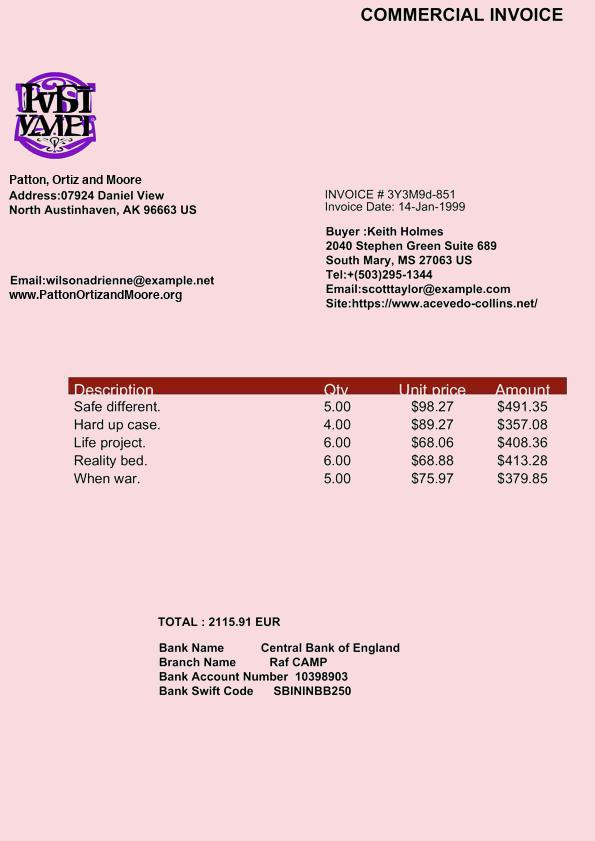 COMMERCIAL INVOICE
Patton, Ortiz and Moore
Address:07924 Daniel View
North Austinhaven, AK 96663 US
Email:wilsonadrienne@example.net
www.PattonOrtizandMoore.org
INVOICE # 3Y3M9d-851
Invoice Date: 14-Jan-1999
Buyer :Keith Holmes
2040 Stephen Green Suite 689
South Mary, MS 27063 US
Tel:+(503)295-1344
Email:scotttaylor@example.com
Site:https://www.acevedo-collins.net/
Description Qty Unit price Amount
Safe different. 5.00 $98.27 $491.35
Hard up case. 4.00 $89.27 $357.08
Life project. 6.00 $68.06 $408.36
Reality bed. 6.00 $68.88 $413.28
When war. 5.00 $75.97 $379.85
TOTAL : 2115.91 EUR
Bank Name Central Bank of England
Branch Name Raf CAMP
Bank Account Number 10398903
Bank Swift Code SBININBB250